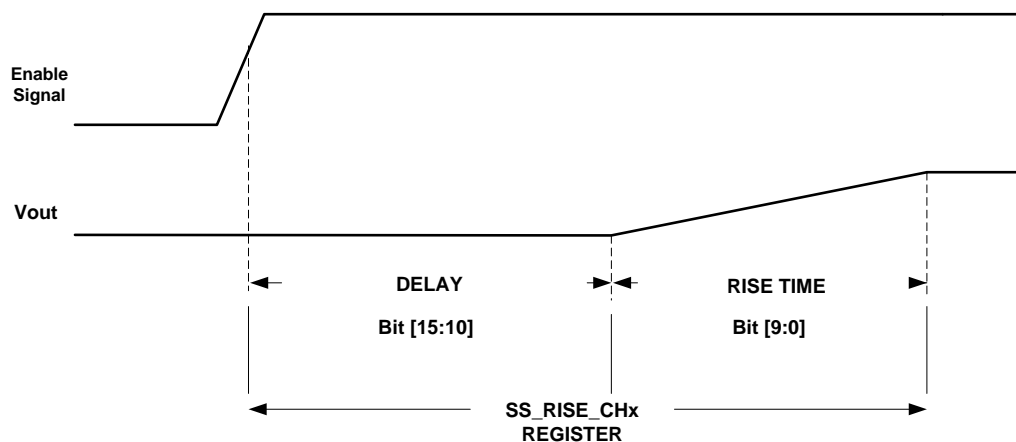 Enable
Signal
Vout
DELAY
RISE TIME
Bit [15:10]
Bit [9:0]
SS_RISE_CHx
REGISTER